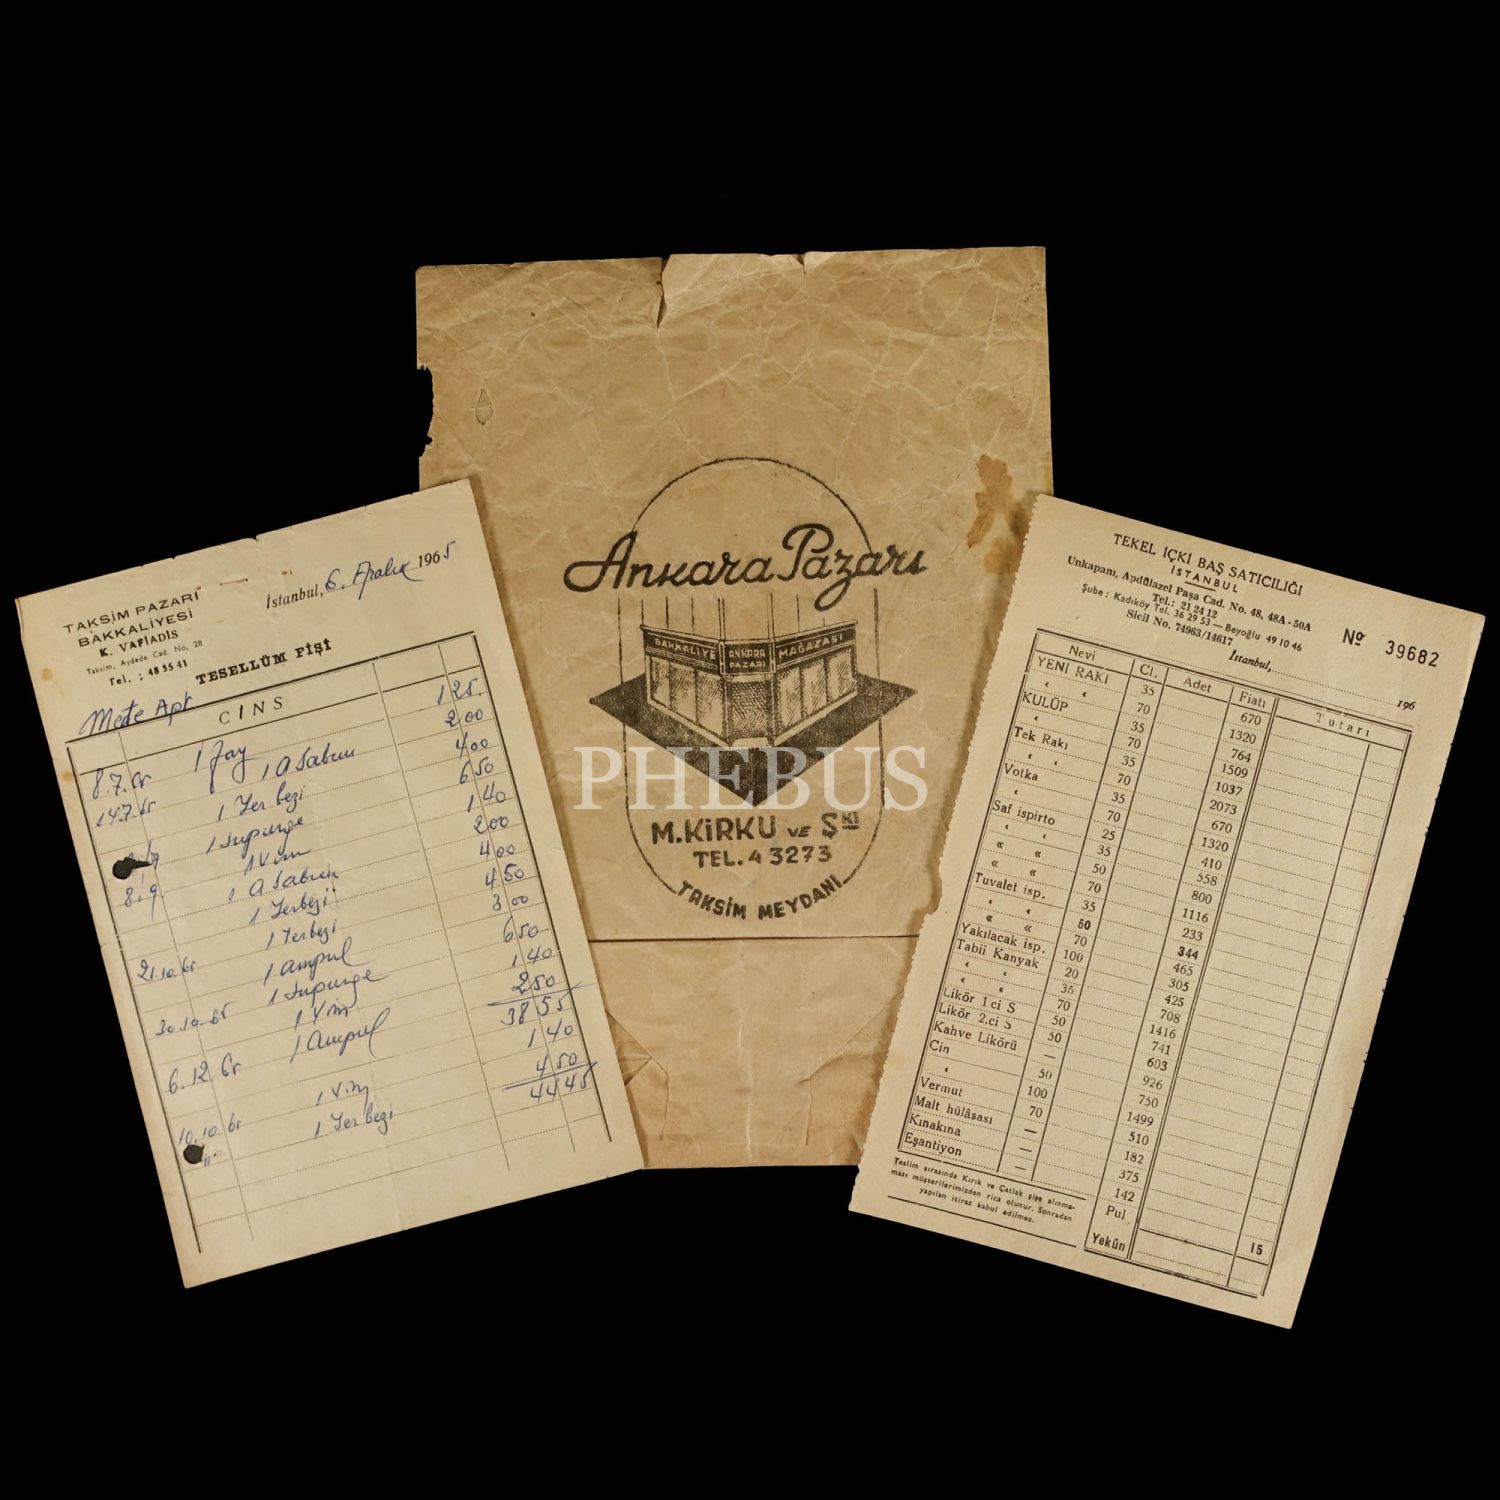 TAKSİM PAZARI
BAKKALİYESİ
K. VAFİADİS
Taksim, Aydede Cad. No. 28
Tel. : 48 35 41
İstanbul, 6. Aralık 1965
TESELLÜM FİŞİ
Mete Apt
CİNS
8.7.65 1 Jay 1 25
14.7.65 1 A Sabun 2 00
1 Yer bezi 4 00
1 Supurge 6 50
1 Vim 1 40
8.9. 1 A Sabun 2 00
1 Yerbezi 4 00
1 Yerbezi 4 50
21.10.65 1 Ampul 3 00
1 Supurge 6 50
30.10.65 1 Vim 1 40
1 Ampul 2 50
38 55
6.12.65 1 Vim 1 40
1 Yer bezi 4 50
44 45
10.10.65
Ankara Pazarı
BAKKALİYE
ANKARA
PAZARI
MAĞAZASI
PHEBUS
M.KİRKU VE ŞKİ
TEL. 4 3273
TAKSİM MEYDANI
TEKEL İÇKİ BAŞ SATICILIĞI
İSTANBUL
Unkapanı, Apdülazel Paşa Cad. No. 48, 48A - 50A
Tel.: 21 24 12
Şube : Kadıköy Tel. 36 29 53 — Beyoğlu 49 10 46
Sicil No. 74963/14617
Nº 39682
İstanbul, 196
Nevi Cl. Adet Fiatı Tutarı
YENİ RAKI 35 670
« « 70 1320
KULÜP 35 764
« 70 1509
Tek Rakı 35 1037
« « 70 2073
Votka 35 670
« 70 1320
Saf ispirto 25 410
« « 35 558
« « 50 800
« « 70 1116
Tuvalet isp. 35 233
« « 50 344
« « 70 465
Yakılacak isp. 100 305
Tabii Kanyak 20 425
« « 35 708
« « 70 1416
Likör 1 ci S 50 741
Likör 2.ci S 50 603
Kahve Likörü — 926
Cin 50 750
« 100 1499
Vermut 70 510
Malt hülâsası — 182
Kınakına — 375
Eşantiyon — 142
Pul 15
Yekûn
Teslim sırasında Kırık ve Çatlak şişe alınma-
ması müşterilerimizden rica olunur. Sonradan
yapılan itiraz kabul edilmez.